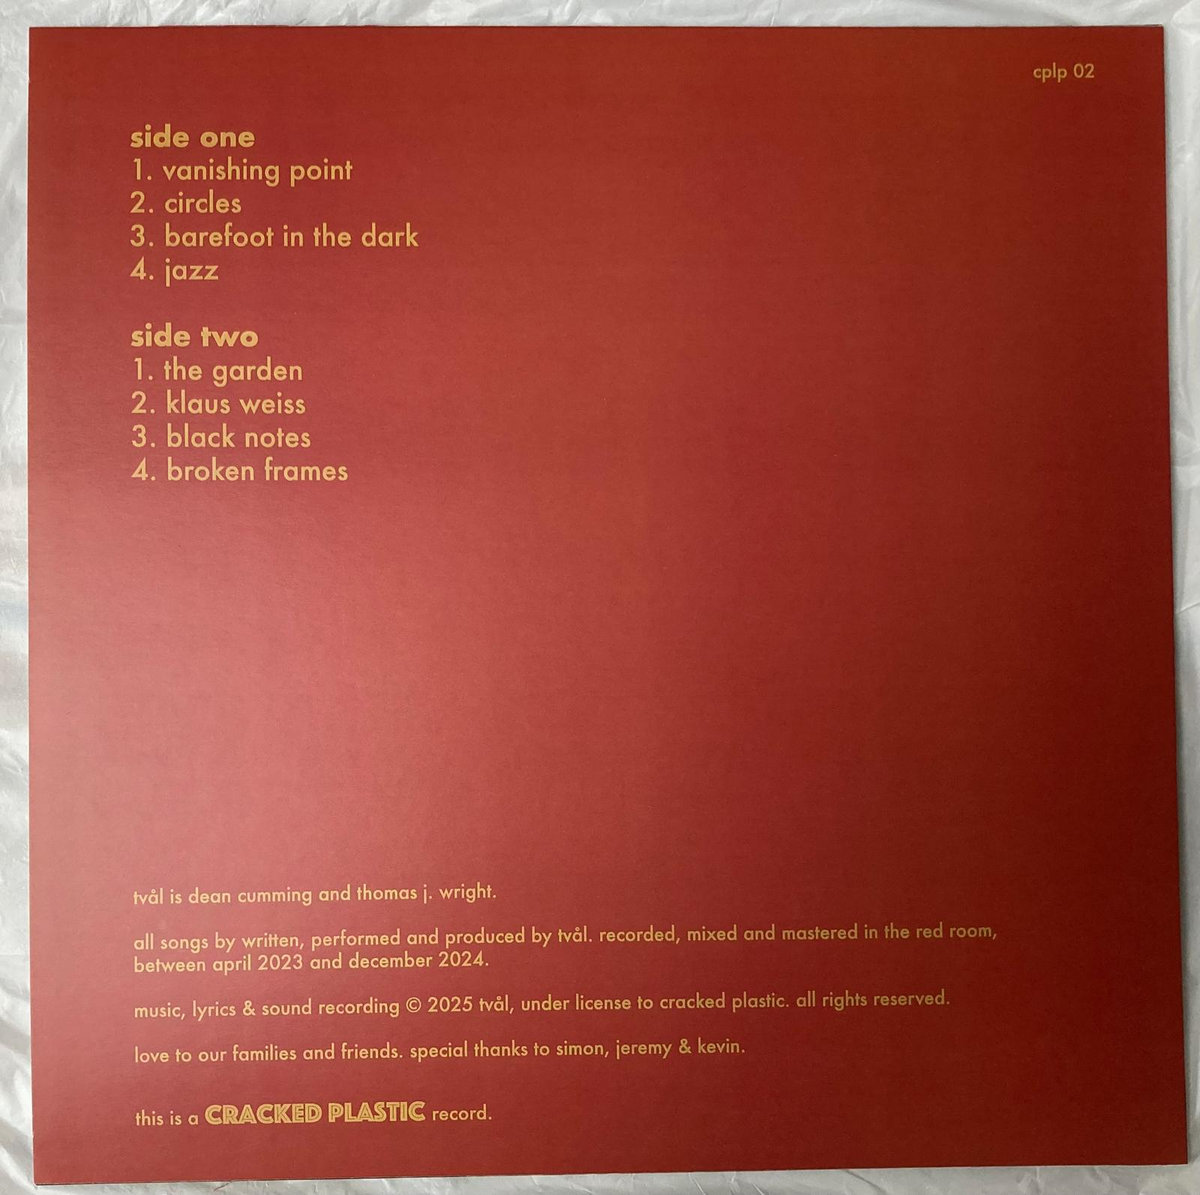 cplp 02
side one
1. vanishing point
2. circles
3. barefoot in the dark
4. jazz
side two
1. the garden
2. klaus weiss
3. black notes
4. broken frames
tvål is dean cumming and thomas j. wright.
all songs by written, performed and produced by tvål. recorded, mixed and mastered in the red room,
between april 2023 and december 2024.
music, lyrics & sound recording © 2025 tvål, under license to cracked plastic. all rights reserved.
love to our families and friends. special thanks to simon, jeremy & kevin.
this is a CRACKED PLASTIC record.